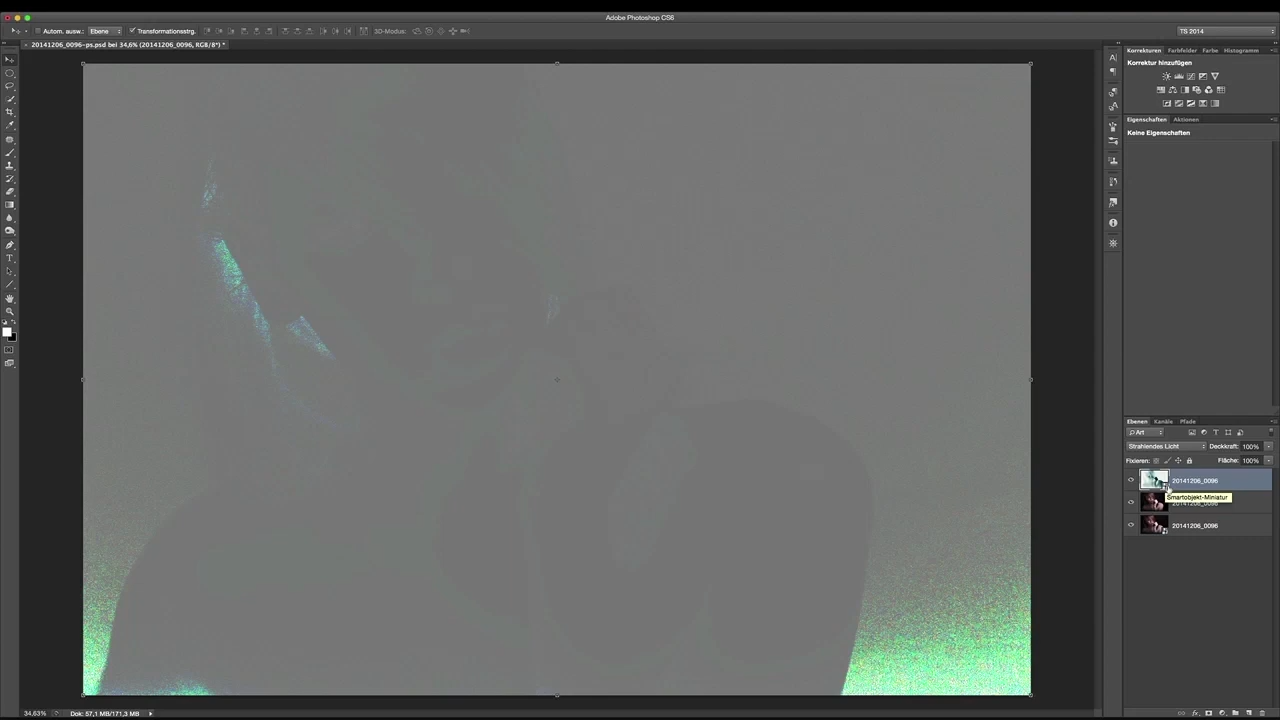 Adobe Photoshop CS6
Autom. ausw.: Ebene Transformationsstrg. 3D-Modus: TS 2014
20141206_0096-ps.psd bei 34,6% (20141206_0096, RGB/8*) *
Korrekturen Farbfelder Farbe Histogramm
Korrektur hinzufügen
Eigenschaften Aktionen
Keine Eigenschaften
Ebenen Kanäle Pfade
Art
Strahlendes Licht Deckkraft: 100%
Fixieren: Fläche: 100%
20141206_0096
Smartobjekt-Miniatur
20141206_0096
20141206_0096
34,63% Dok: 57,1 MB/171,3 MB